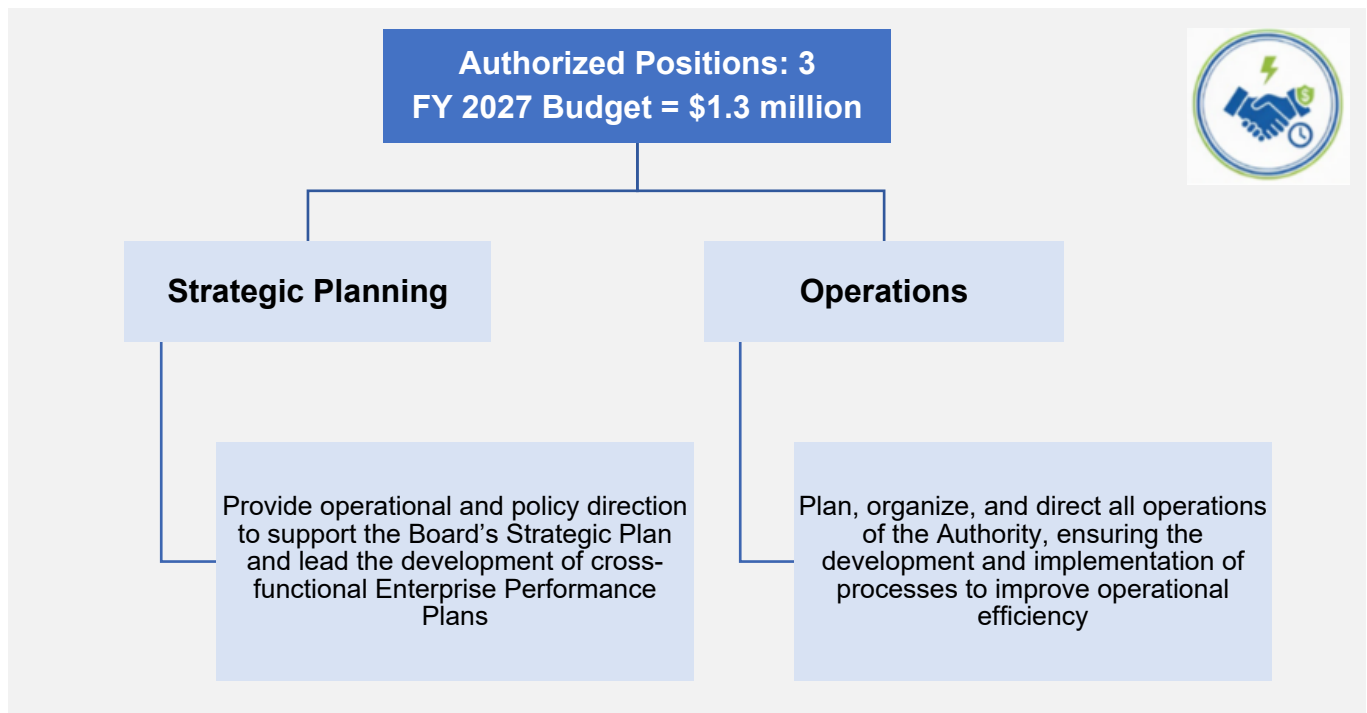 Authorized Positions: 3
FY 2027 Budget = $1.3 million
Strategic Planning
Operations
Provide operational and policy direction
to support the Board’s Strategic Plan
and lead the development of cross-
functional Enterprise Performance
Plans
Plan, organize, and direct all operations
of the Authority, ensuring the
development and implementation of
processes to improve operational
efficiency
$